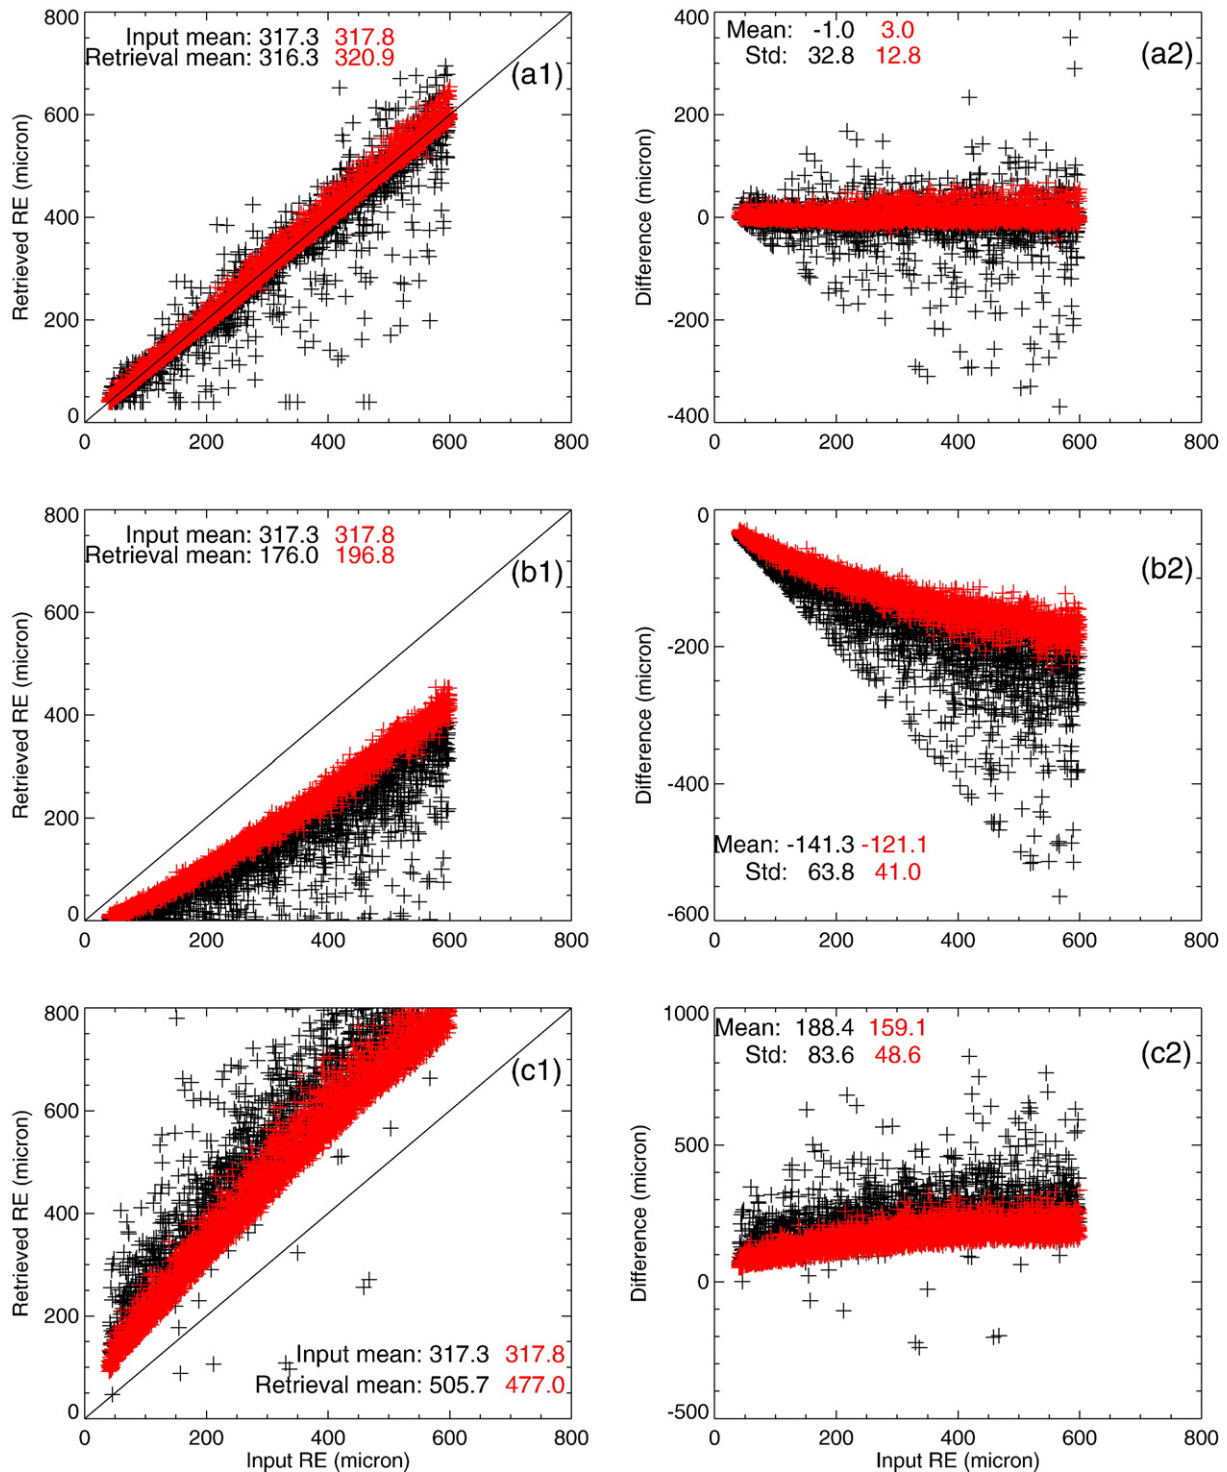 Input mean: 317.3 317.8
Retrieval mean: 316.3 320.9
(a1)
800
600
400
200
0
Retrieved RE (micron)
0 200 400 600 800
Mean: -1.0 3.0
Std: 32.8 12.8
(a2)
400
200
0
-200
-400
Difference (micron)
0 200 400 600 800
Input mean: 317.3 317.8
Retrieval mean: 176.0 196.8
(b1)
800
600
400
200
0
Retrieved RE (micron)
0 200 400 600 800
(b2)
0
-200
-400
-600
Difference (micron)
Mean: -141.3 -121.1
Std: 63.8 41.0
0 200 400 600 800
(c1)
800
600
400
200
0
Retrieved RE (micron)
Input mean: 317.3 317.8
Retrieval mean: 505.7 477.0
0 200 400 600 800
Input RE (micron)
Mean: 188.4 159.1
Std: 83.6 48.6
(c2)
1000
500
0
-500
Difference (micron)
0 200 400 600 800
Input RE (micron)